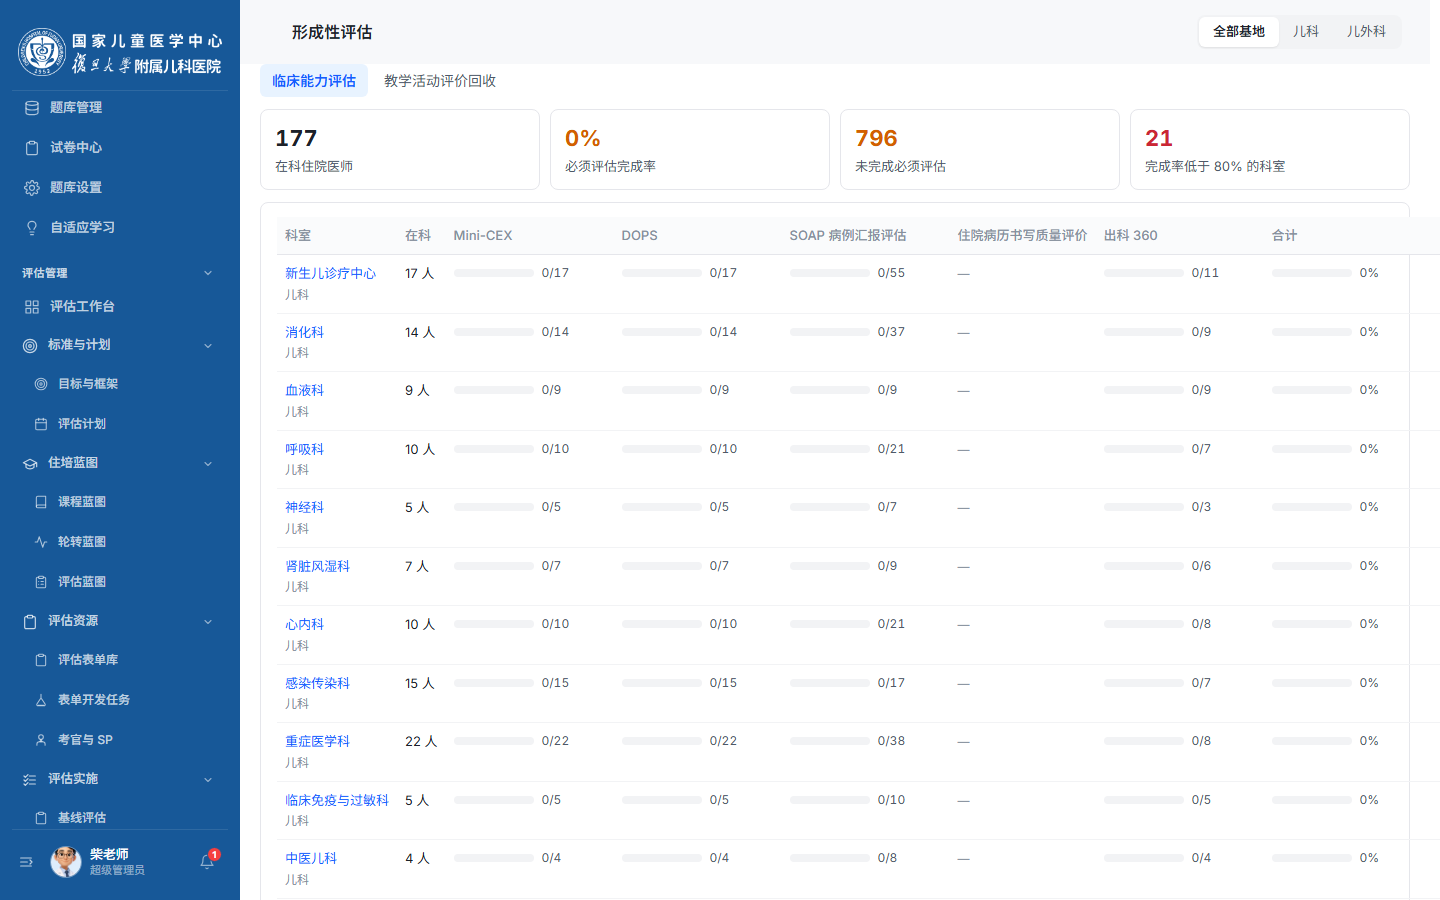 国家儿童医学中心
復旦大學附属儿科医院
1952
题库管理
试卷中心
题库设置
自适应学习
评估管理
评估工作台
标准与计划
目标与框架
评估计划
住培蓝图
课程蓝图
轮转蓝图
评估蓝图
评估资源
评估表单库
表单开发任务
考官与 SP
评估实施
基线评估
柴老师
超级管理员
1
形成性评估
全部基地 儿科 儿外科
临床能力评估 教学活动评价回收
177 0% 796 21
在科住院医师 必须评估完成率 未完成必须评估 完成率低于 80% 的科室
科室 在科 Mini-CEX DOPS SOAP 病例汇报评估 住院病历书写质量评价 出科 360 合计
新生儿诊疗中心 17 人 0/17 0/17 0/55 — 0/11 0%
儿科
消化科 14 人 0/14 0/14 0/37 — 0/9 0%
儿科
血液科 9 人 0/9 0/9 0/9 — 0/9 0%
儿科
呼吸科 10 人 0/10 0/10 0/21 — 0/7 0%
儿科
神经科 5 人 0/5 0/5 0/7 — 0/3 0%
儿科
肾脏风湿科 7 人 0/7 0/7 0/9 — 0/6 0%
儿科
心内科 10 人 0/10 0/10 0/21 — 0/8 0%
儿科
感染传染科 15 人 0/15 0/15 0/17 — 0/7 0%
儿科
重症医学科 22 人 0/22 0/22 0/38 — 0/8 0%
儿科
临床免疫与过敏科 5 人 0/5 0/5 0/10 — 0/5 0%
儿科
中医儿科 4 人 0/4 0/4 0/8 — 0/4 0%
儿科